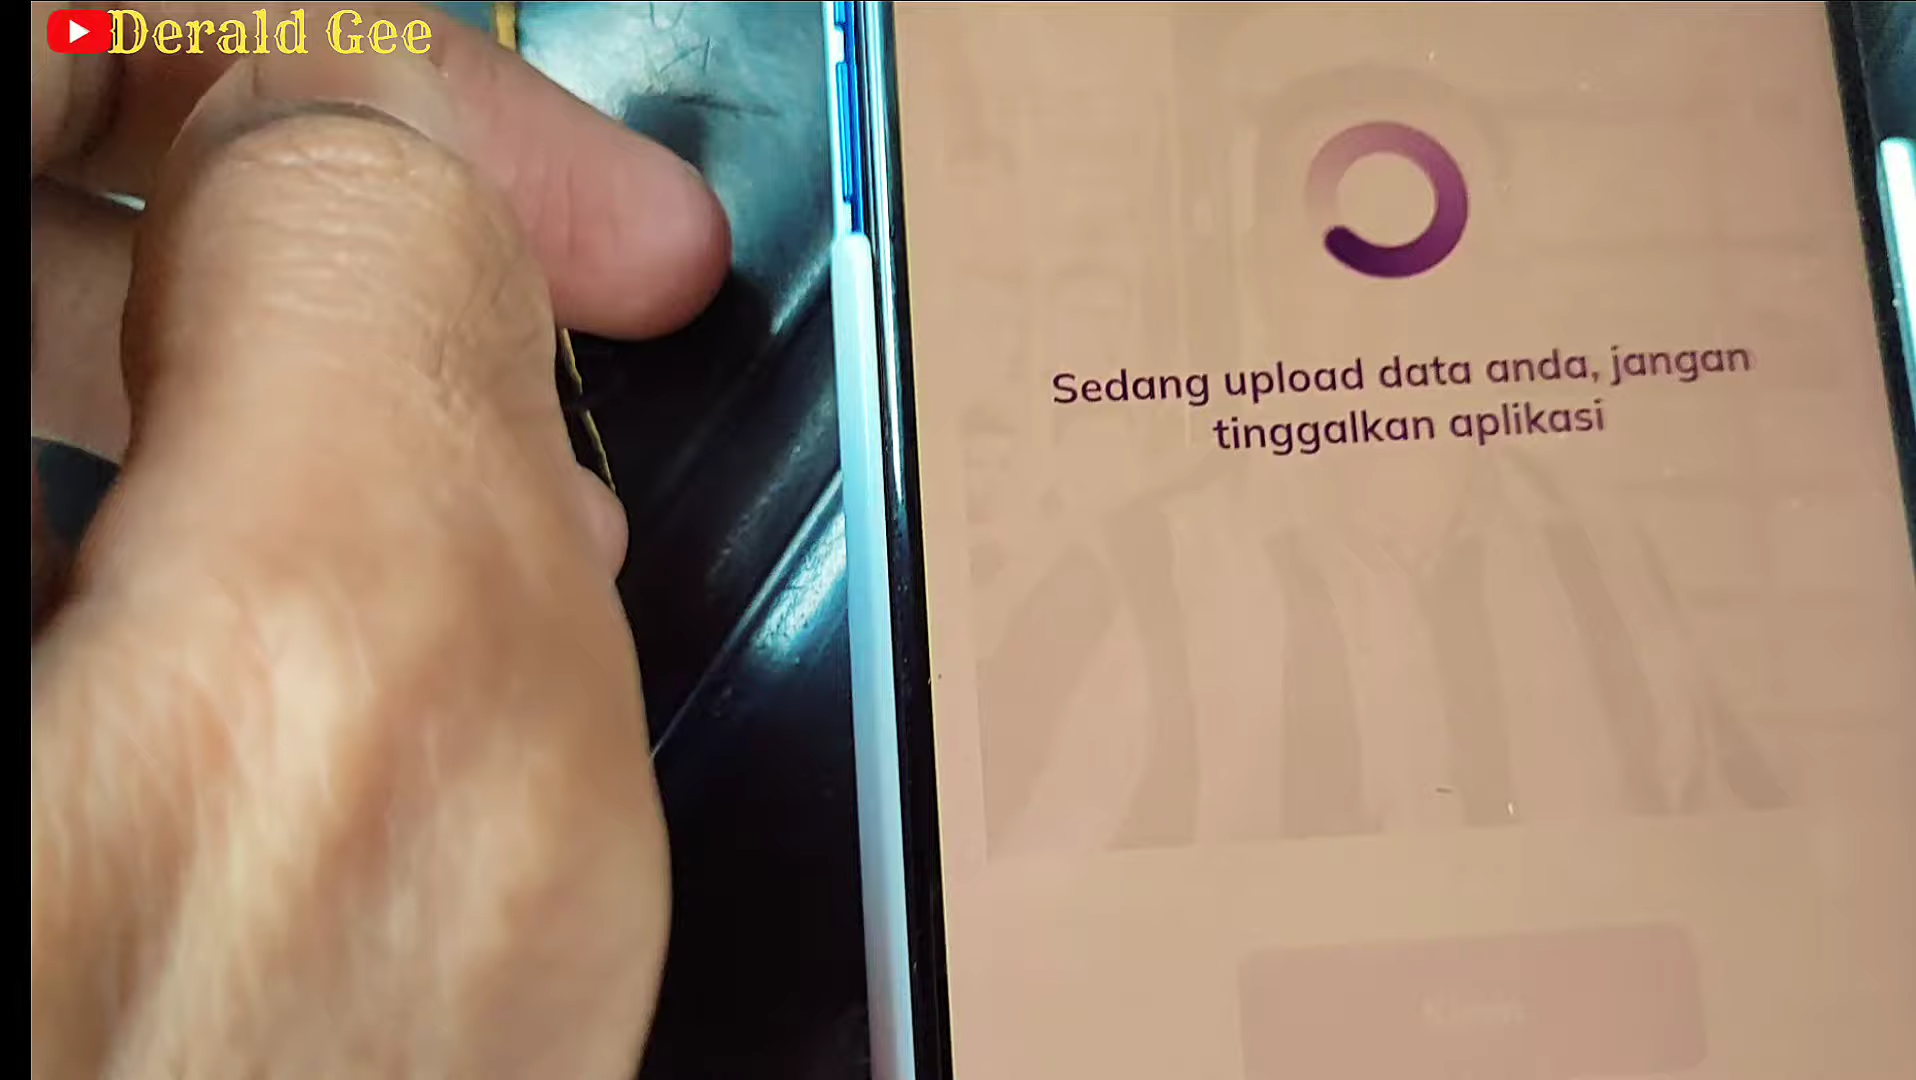 Derald Gee
Sedang upload data anda, jangan
tinggalkan aplikasi